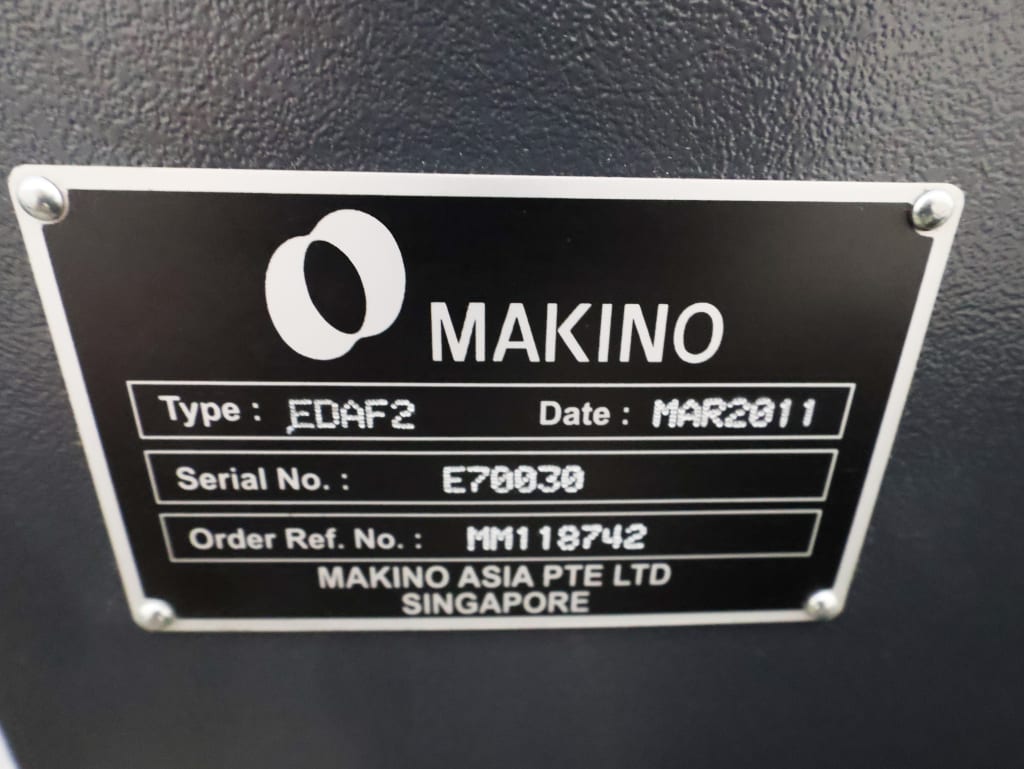 MAKINO
Type : EDAF2 Date : MAR2011
Serial No. : E70030
Order Ref. No. : MM118742
MAKINO ASIA PTE LTD
SINGAPORE